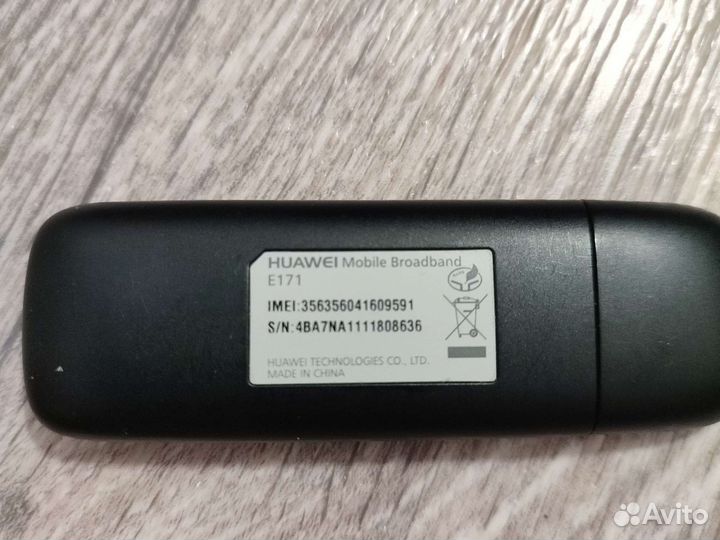 HUAWEI Mobile Broadband
E171
IMEI:356356041609591
S/N:4BA7NA1111808636
HUAWEI TECHNOLOGIES CO., LTD.
MADE IN CHINA
Avito